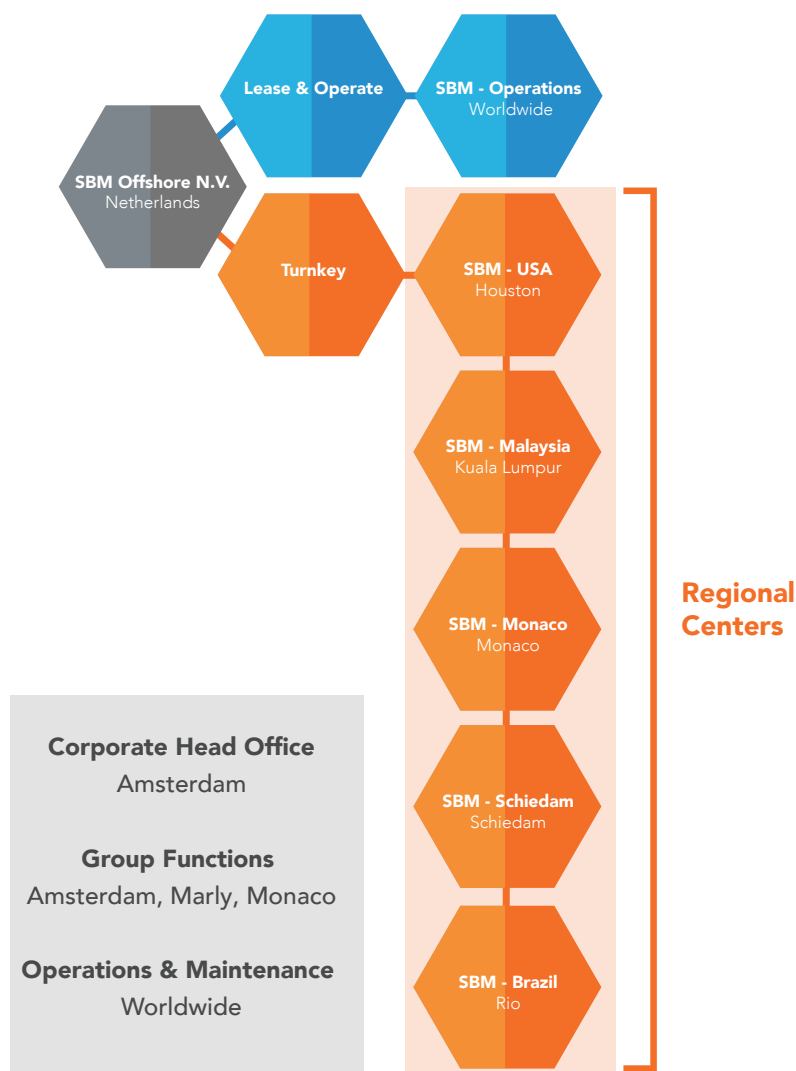 Lease & Operate
SBM - Operations
Worldwide
SBM Offshore N.V.
Netherlands
Turnkey
SBM - USA
Houston
SBM - Malaysia
Kuala Lumpur
Regional
Centers
SBM - Monaco
Monaco
Corporate Head Office
Amsterdam
Group Functions
Amsterdam, Marly, Monaco
Operations & Maintenance
Worldwide
SBM - Schiedam
Schiedam
SBM - Brazil
Rio